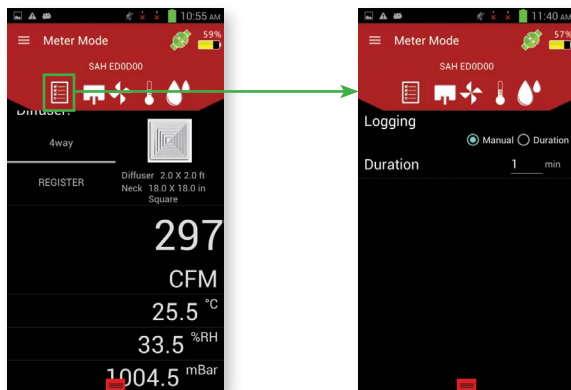 10:55 AM
Meter Mode
59%
SAH ED0D00
Diffuser:
4way
REGISTER
Diffuser 2.0 X 2.0 ft
Neck 18.0 X 18.0 in
Square
297
CFM
25.5 °C
33.5 %RH
1004.5 mBar
11:40 AM
Meter Mode
57%
SAH ED0D00
Logging
Manual Duration
Duration 1 min